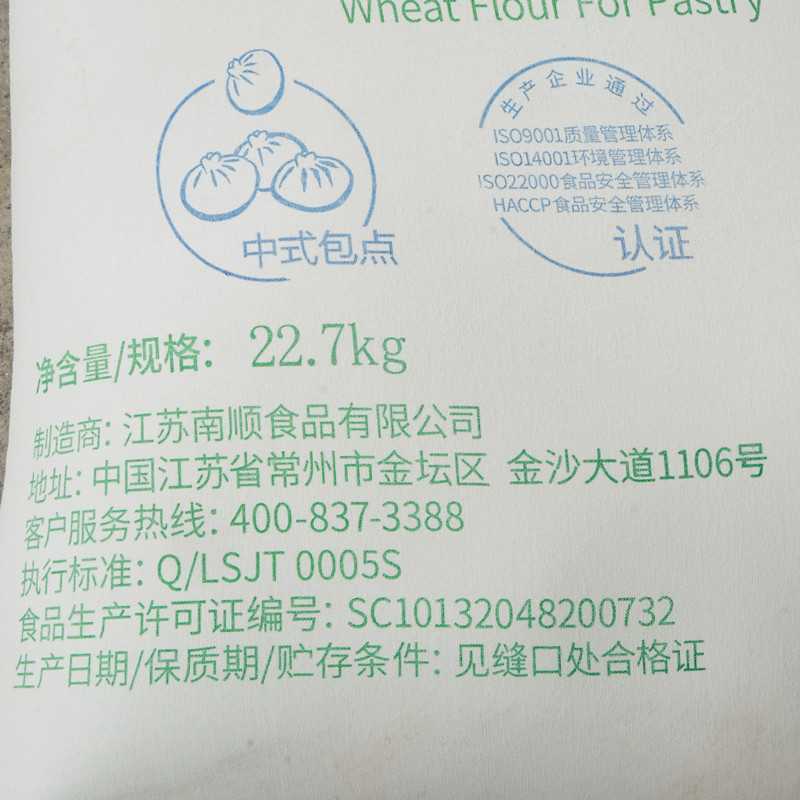 Wheat Flour For Pastry
中式包点
生产企业通过
ISO9001质量管理体系
ISO14001环境管理体系
ISO22000食品安全管理体系
HACCP食品安全管理体系
认证
净含量/规格：22.7kg
制造商：江苏南顺食品有限公司
地址：中国江苏省常州市金坛区 金沙大道1106号
客户服务热线：400-837-3388
执行标准：Q/LSJT 0005S
食品生产许可证编号：SC10132048200732
生产日期/保质期/贮存条件：见缝口处合格证